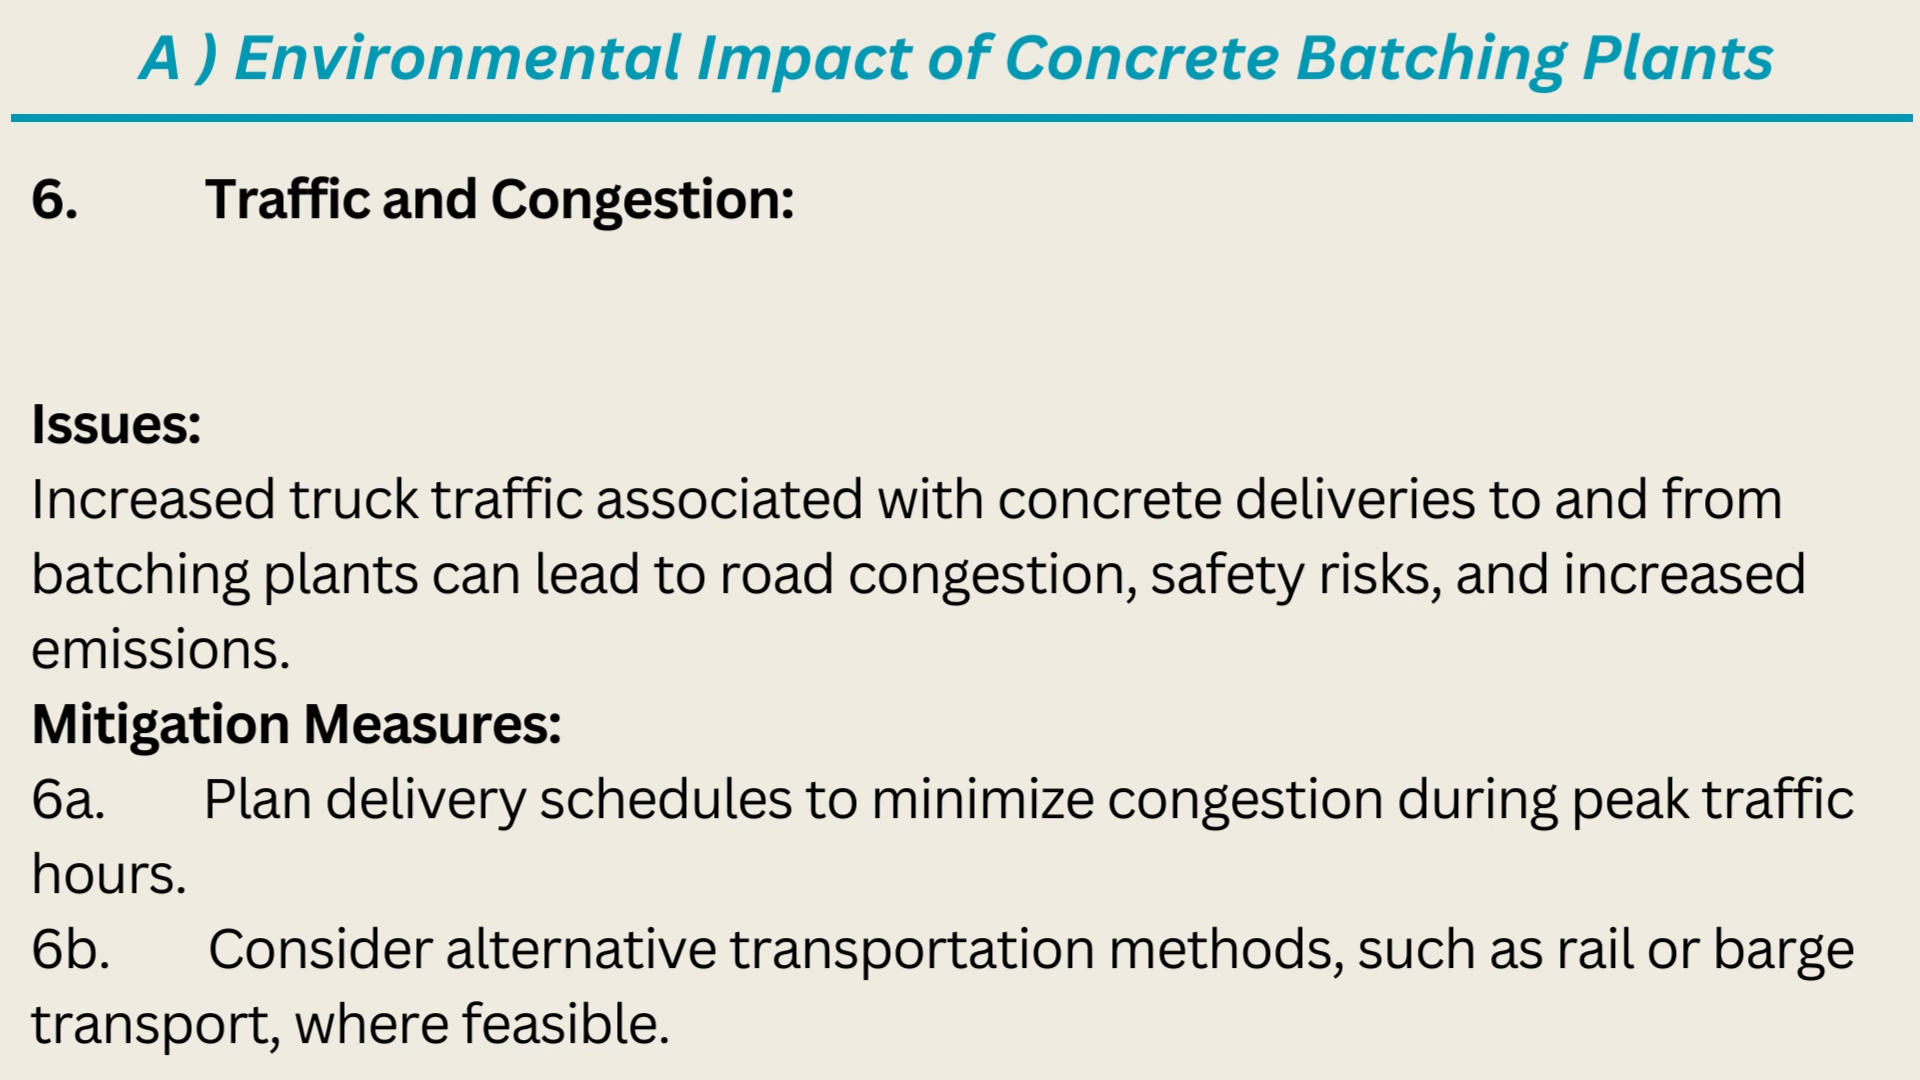 A ) Environmental Impact of Concrete Batching Plants
6. Traffic and Congestion:
Issues:
Increased truck traffic associated with concrete deliveries to and from
batching plants can lead to road congestion, safety risks, and increased
emissions.
Mitigation Measures:
6a. Plan delivery schedules to minimize congestion during peak traffic
hours.
6b. Consider alternative transportation methods, such as rail or barge
transport, where feasible.